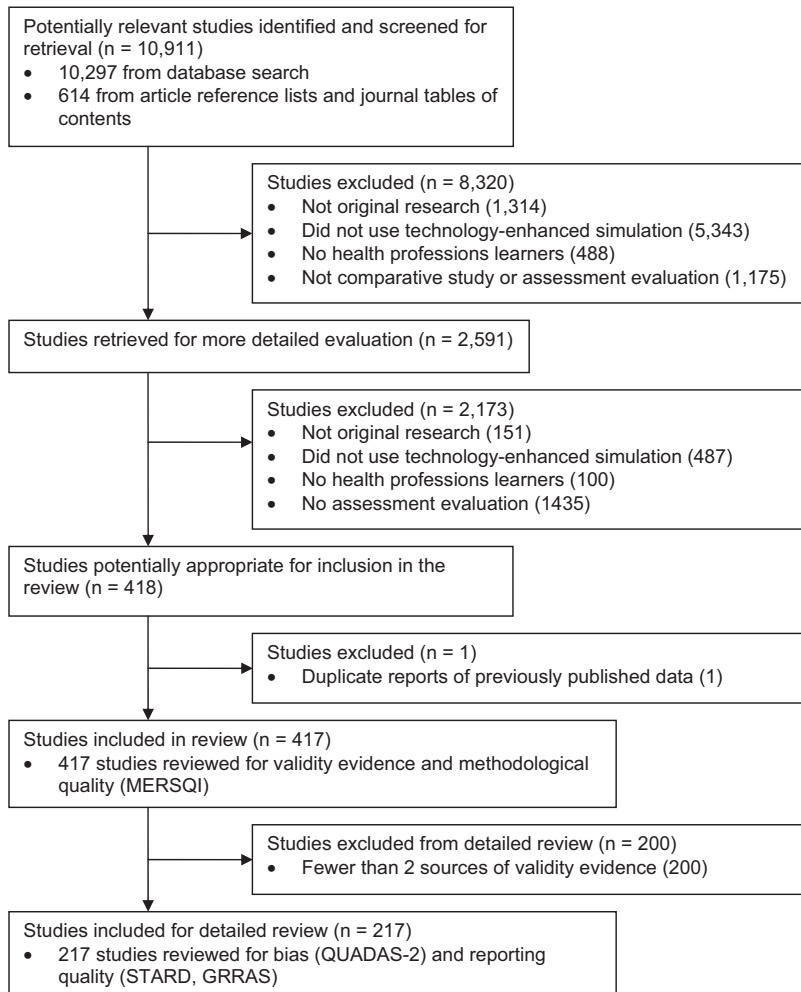 Potentially relevant studies identified and screened for
retrieval (n = 10,911)
• 10,297 from database search
• 614 from article reference lists and journal tables of
contents
Studies excluded (n = 8,320)
• Not original research (1,314)
• Did not use technology-enhanced simulation (5,343)
• No health professions learners (488)
• Not comparative study or assessment evaluation (1,175)
Studies retrieved for more detailed evaluation (n = 2,591)
Studies excluded (n = 2,173)
• Not original research (151)
• Did not use technology-enhanced simulation (487)
• No health professions learners (100)
• No assessment evaluation (1435)
Studies potentially appropriate for inclusion in the
review (n = 418)
Studies excluded (n = 1)
• Duplicate reports of previously published data (1)
Studies included in review (n = 417)
• 417 studies reviewed for validity evidence and methodological
quality (MERSQI)
Studies excluded from detailed review (n = 200)
• Fewer than 2 sources of validity evidence (200)
Studies included for detailed review (n = 217)
• 217 studies reviewed for bias (QUADAS-2) and reporting
quality (STARD, GRRAS)